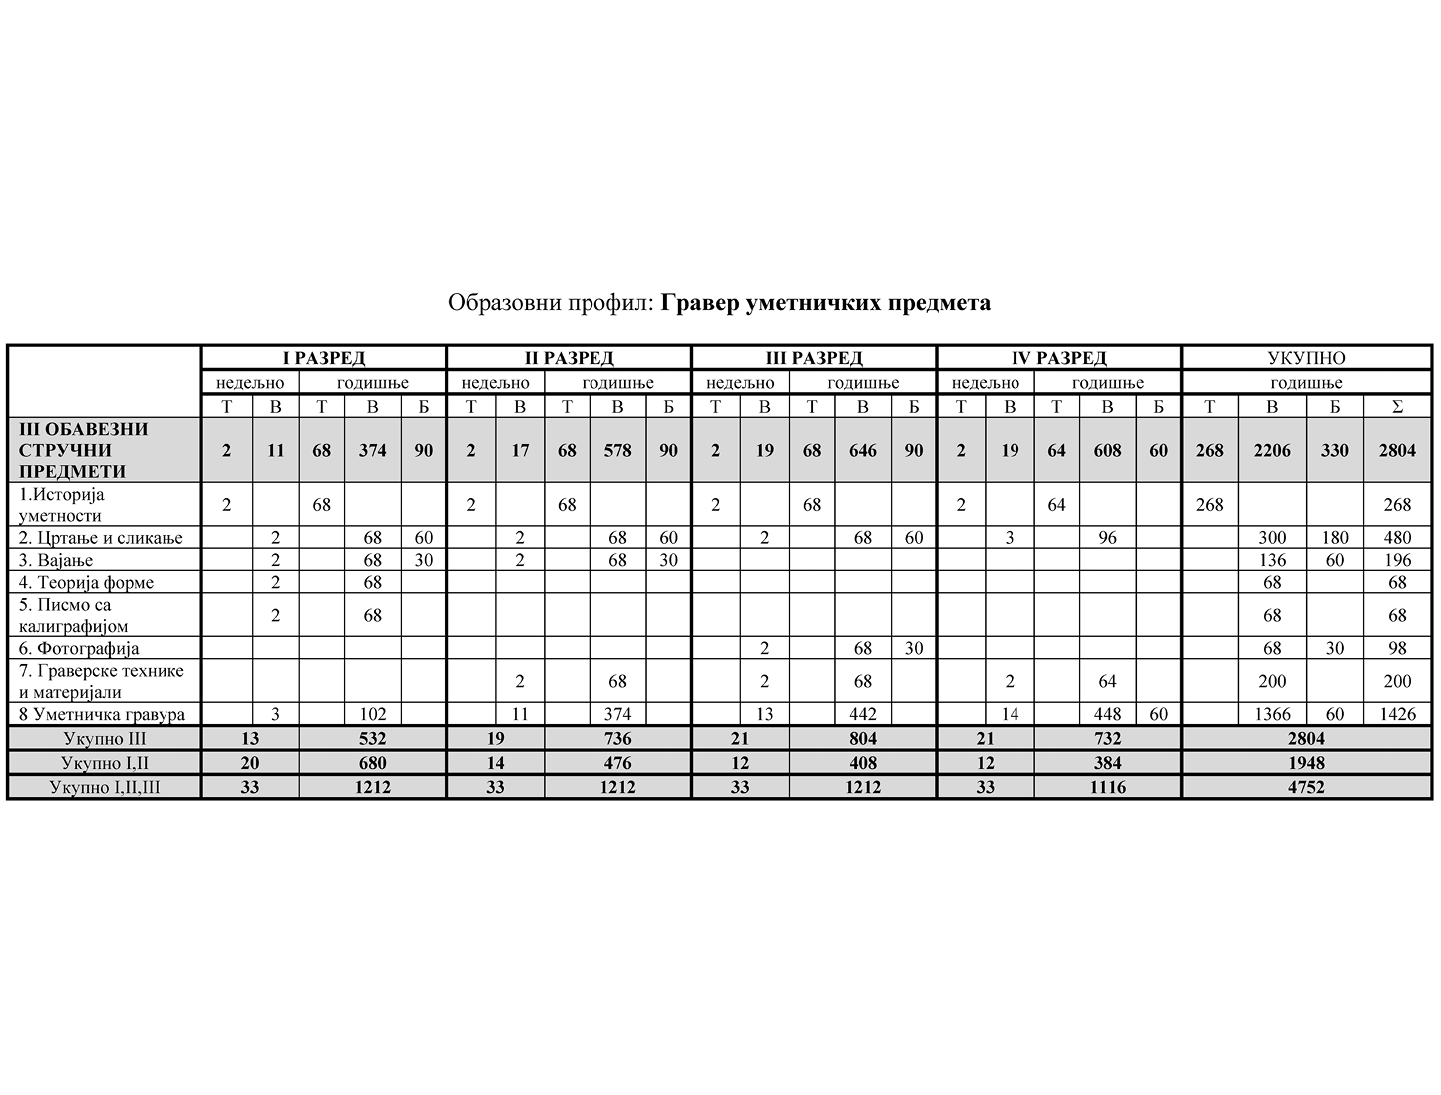 Образовни профил: Гравер уметничких предмета
I РАЗРЕД II РАЗРЕД III РАЗРЕД IV РАЗРЕД УКУПНО
недељно годишње недељно годишње недељно годишње недељно годишње годишње
Т В Т В Б Т В Т В Б Т В Т В Б Т В Т В Б Т В Б Σ
III ОБАВЕЗНИ
СТРУЧНИ
ПРЕДМЕТИ
2 11 68 374 90 2 17 68 578 90 2 19 68 646 90 2 19 64 608 60 268 2206 330 2804
1.Историја
уметности
2 68 2 68 2 68 2 64 268 268
2. Цртање и сликање 2 68 60 2 68 60 2 68 60 3 96 300 180 480
3. Вајање 2 68 30 2 68 30 136 60 196
4. Теорија форме 2 68 68 68
5. Писмо са
калиграфијом
2 68 68 68
6. Фотографија 2 68 30 68 30 98
7. Граверске технике
и материјали
2 68 2 68 2 64 200 200
8 Уметничка гравура 3 102 11 374 13 442 14 448 60 1366 60 1426
Укупно III 13 532 19 736 21 804 21 732 2804
Укупно I,II 20 680 14 476 12 408 12 384 1948
Укупно I,II,III 33 1212 33 1212 33 1212 33 1116 4752